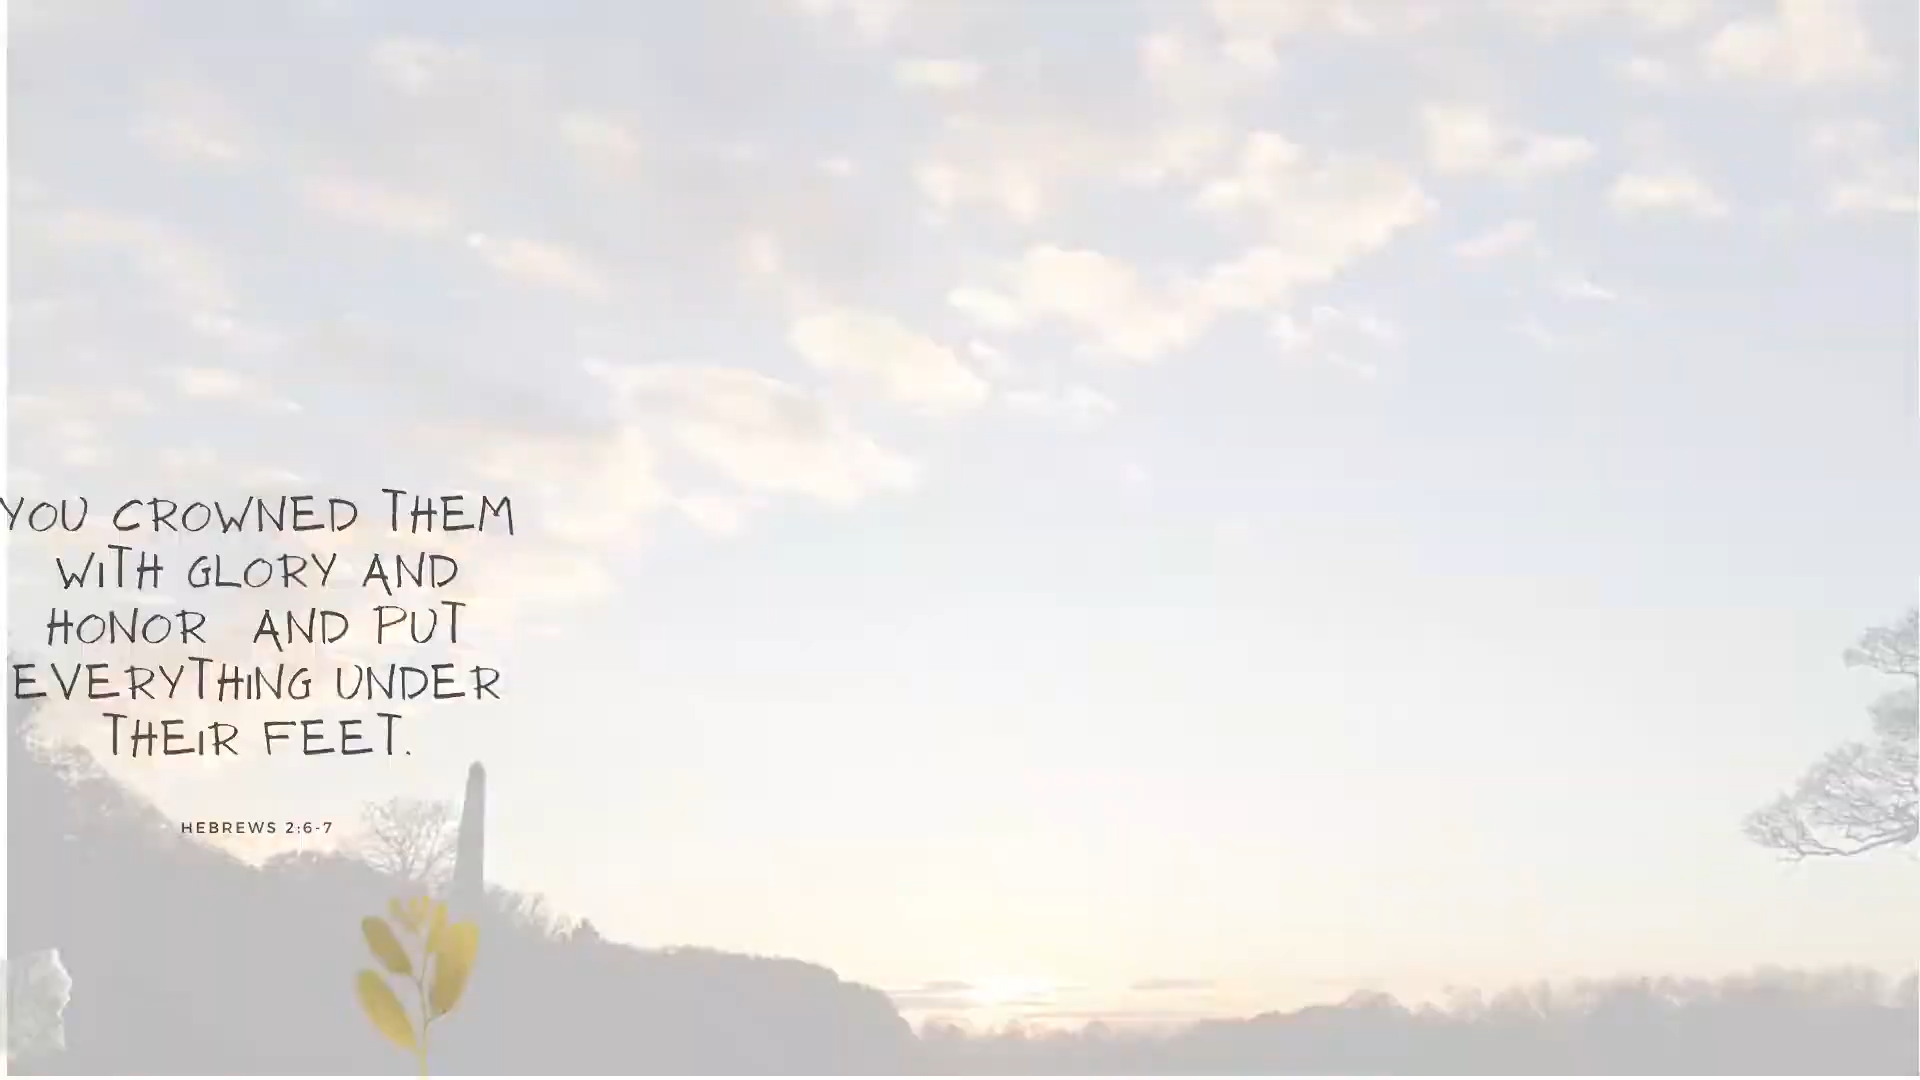 YOU CROWNED THEM
WITH GLORY AND
HONOR AND PUT
EVERYTHING UNDER
THEIR FEET.
HEBREWS 2:6-7